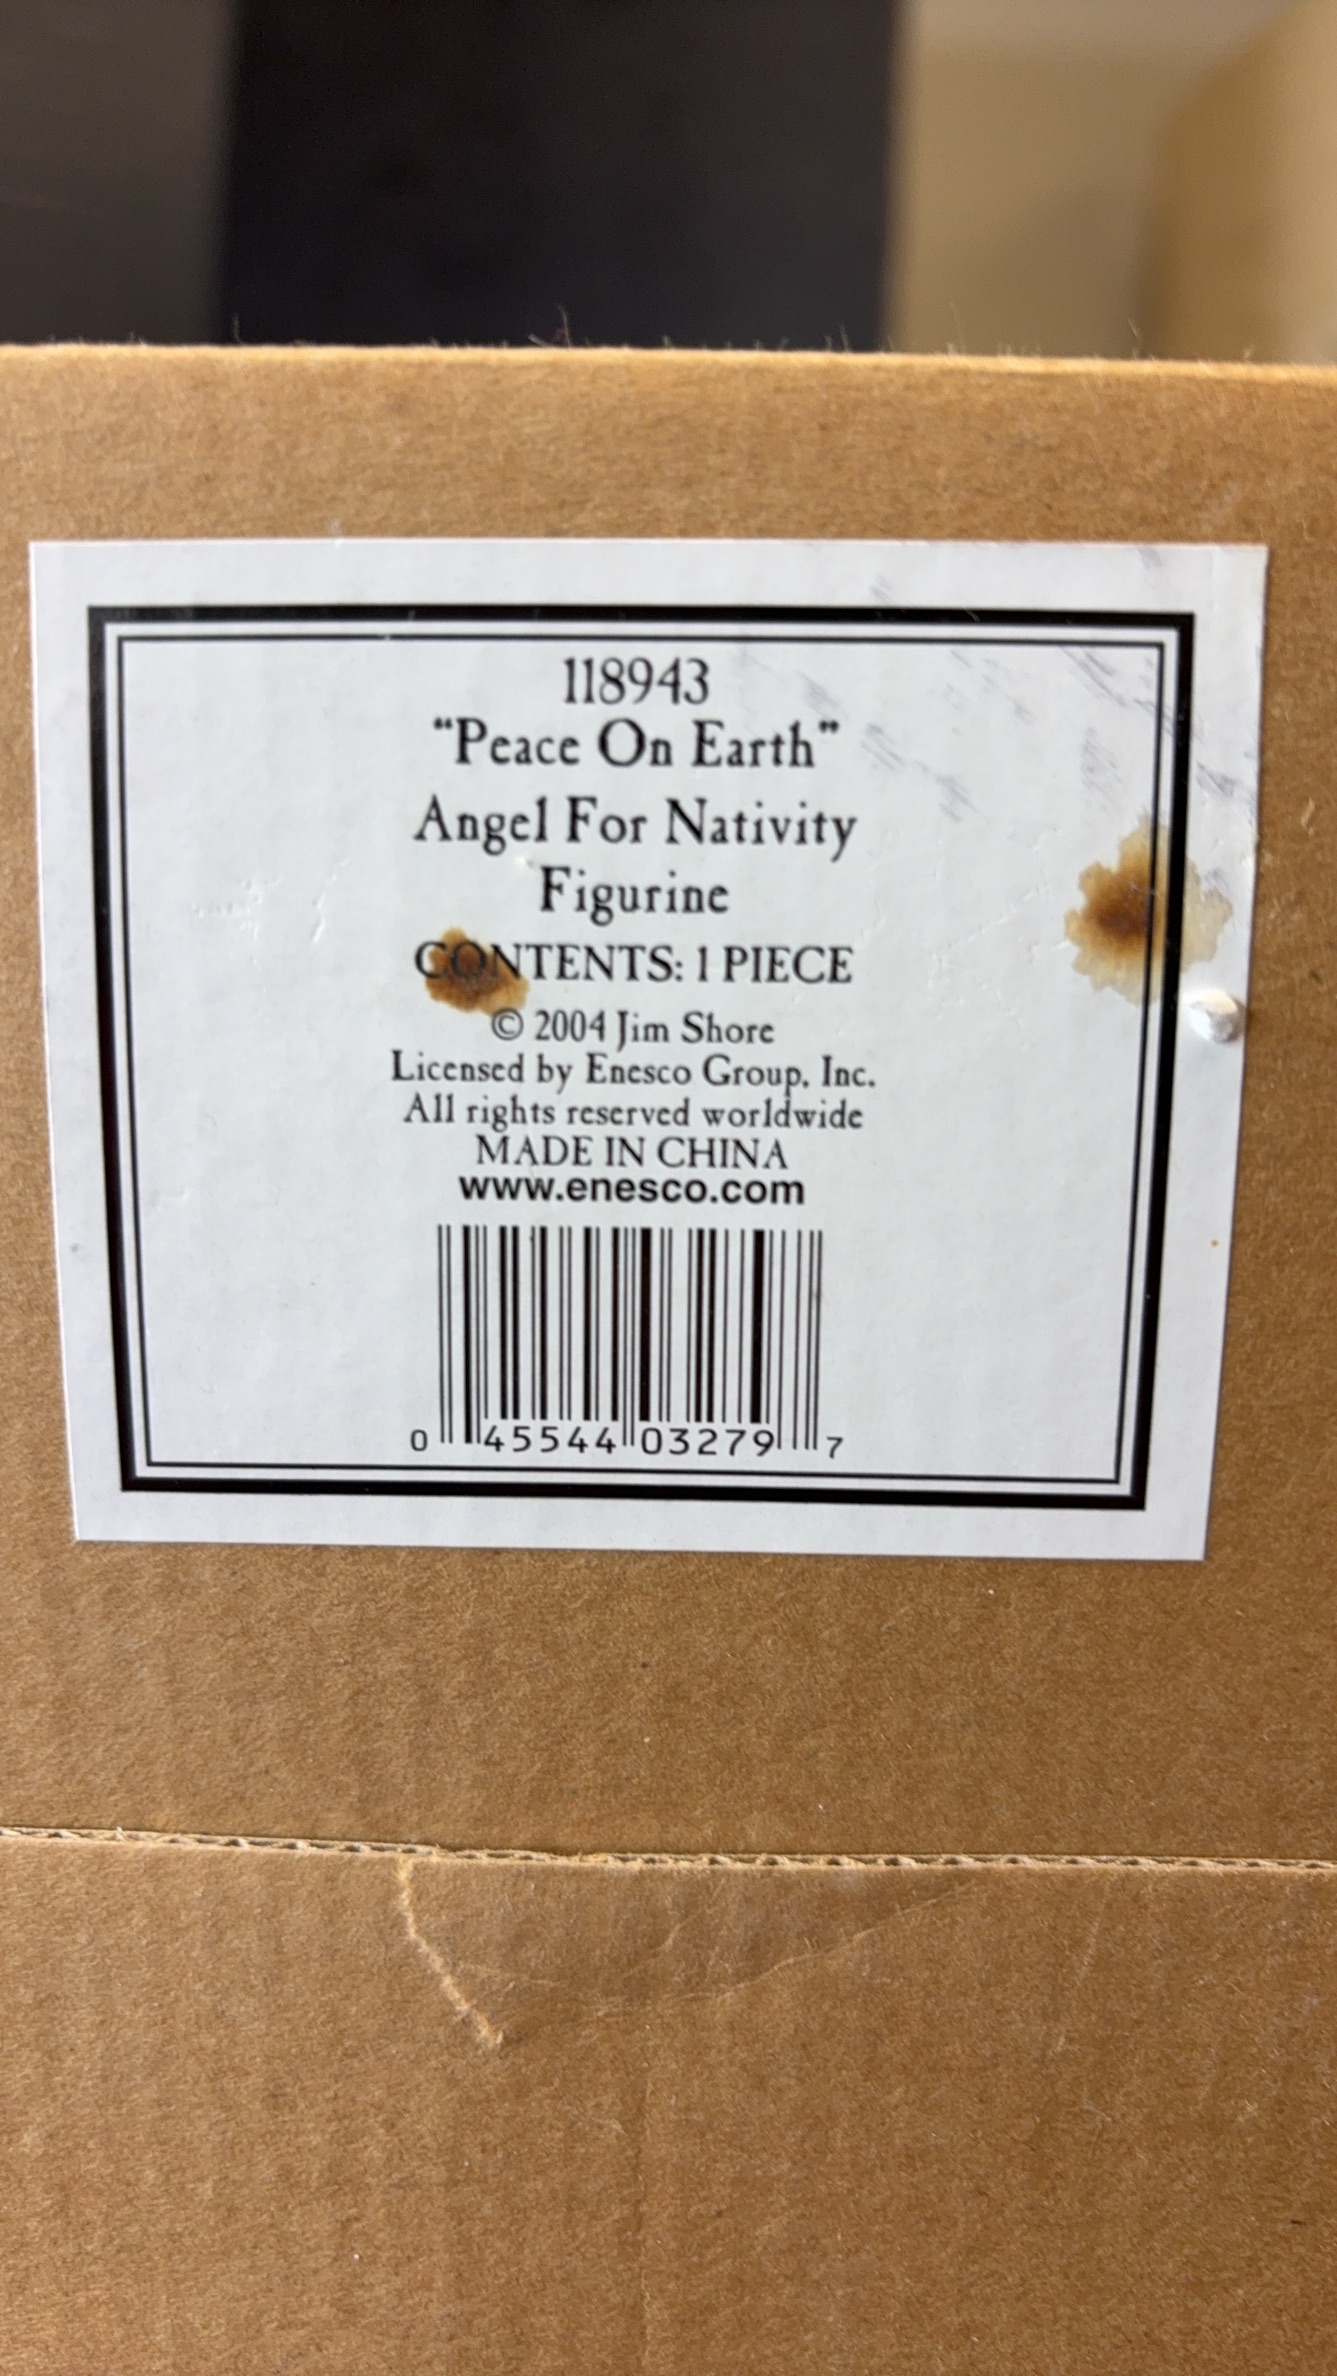 118943
“Peace On Earth”
Angel For Nativity
Figurine
CONTENTS: 1 PIECE
© 2004 Jim Shore
Licensed by Enesco Group, Inc.
All rights reserved worldwide
MADE IN CHINA
www.enesco.com
0 45544 03279 7